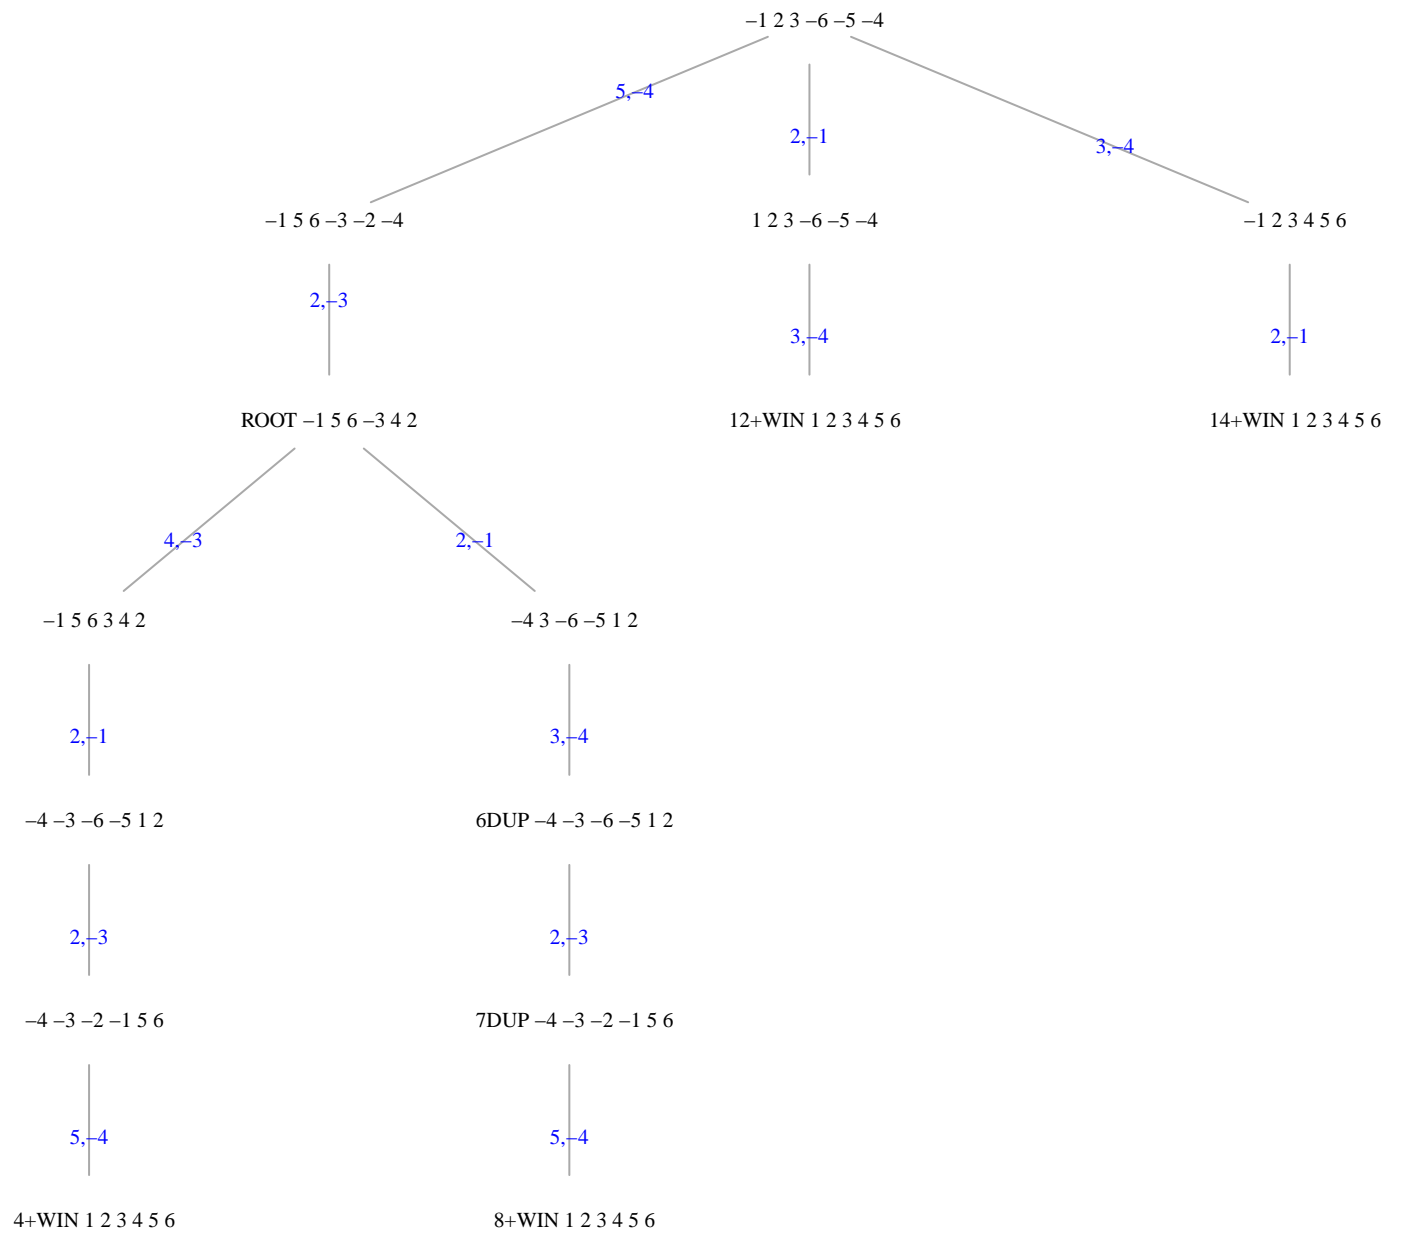 –1 2 3 –6 –5 –4
5,–4
2,–1
3,–4
–1 5 6 –3 –2 –4
1 2 3 –6 –5 –4
–1 2 3 4 5 6
2,–3
3,–4
2,–1
ROOT –1 5 6 –3 4 2
12+WIN 1 2 3 4 5 6
14+WIN 1 2 3 4 5 6
4,–3
2,–1
–1 5 6 3 4 2
–4 3 –6 –5 1 2
2,–1
3,–4
–4 –3 –6 –5 1 2
6DUP –4 –3 –6 –5 1 2
2,–3
2,–3
–4 –3 –2 –1 5 6
7DUP –4 –3 –2 –1 5 6
5,–4
5,–4
4+WIN 1 2 3 4 5 6
8+WIN 1 2 3 4 5 6